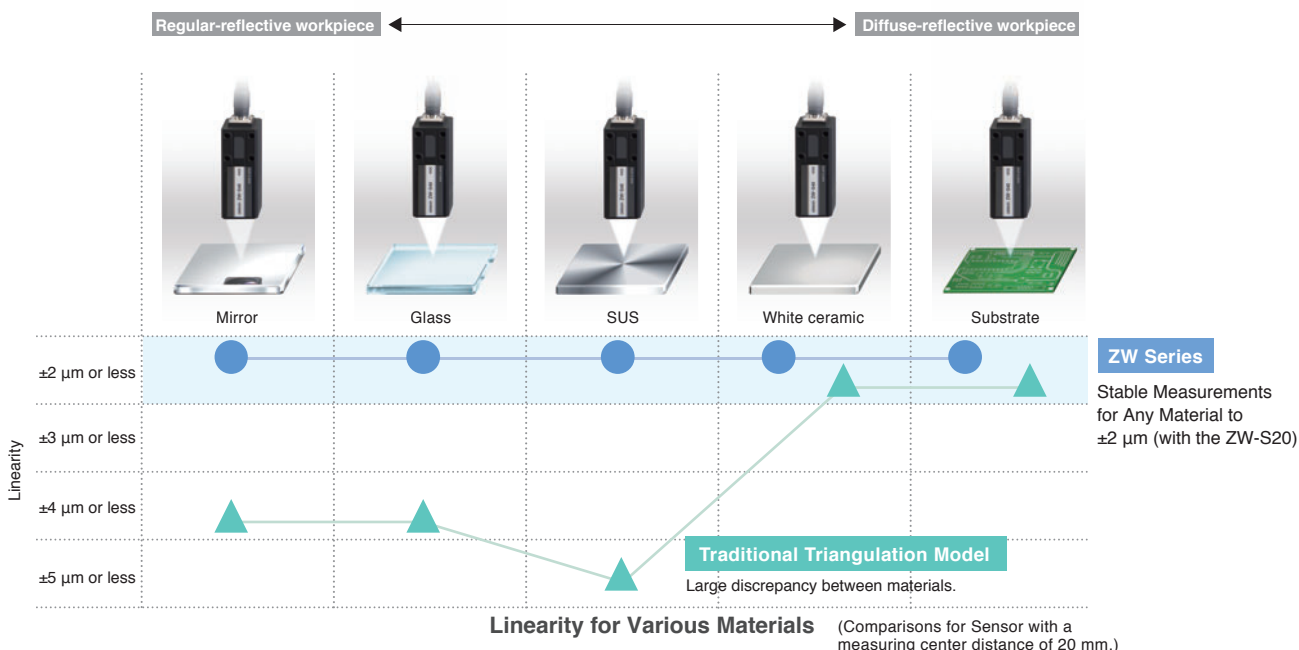 Regular-reflective workpiece
Diffuse-reflective workpiece
Mirror
Glass
SUS
White ceramic
Substrate
Linearity
±2 µm or less
±3 µm or less
±4 µm or less
±5 µm or less
ZW Series
Stable Measurements
for Any Material to
±2 µm (with the ZW-S20)
Traditional Triangulation Model
Large discrepancy between materials.
Linearity for Various Materials
(Comparisons for Sensor with a
measuring center distance of 20 mm.)